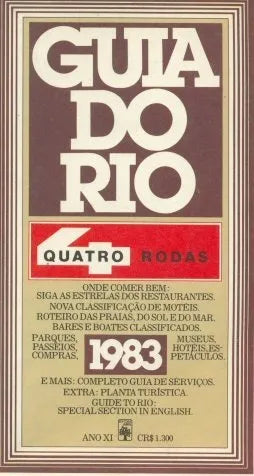 GUIA
DO
RIO
4
QUATRO RODAS
ONDE COMER BEM:
SIGA AS ESTRELAS DOS RESTAURANTES.
NOVA CLASSIFICAÇÃO DE MOTÉIS.
ROTEIRO DAS PRAIAS, DO SOL E DO MAR.
BARES E BOATES CLASSIFICADOS.
PARQUES,
PASSEIOS,
COMPRAS,
1983
MUSEUS,
HOTÉIS, ES-
PETÁCULOS.
E MAIS: COMPLETO GUIA DE SERVIÇOS.
EXTRA: PLANTA TURÍSTICA.
GUIDE TO RIO:
SPECIAL SECTION IN ENGLISH.
ANO XI
CR$ 1.300